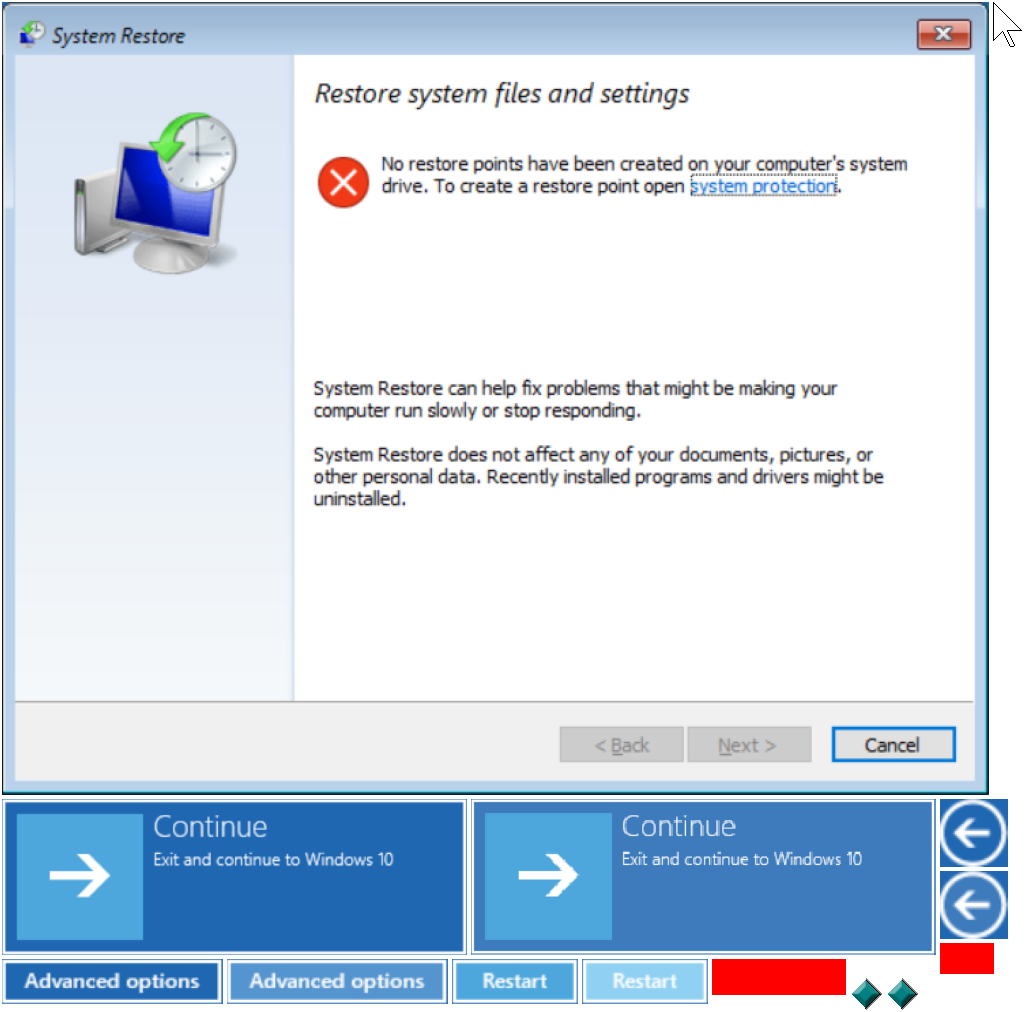 System Restore
Restore system files and settings
No restore points have been created on your computer's system
drive. To create a restore point open system protection.
System Restore can help fix problems that might be making your
computer run slowly or stop responding.
System Restore does not affect any of your documents, pictures, or
other personal data. Recently installed programs and drivers might be
uninstalled.
< Back
Next >
Cancel
Continue
Exit and continue to Windows 10
Continue
Exit and continue to Windows 10
Advanced options
Advanced options
Restart
Restart